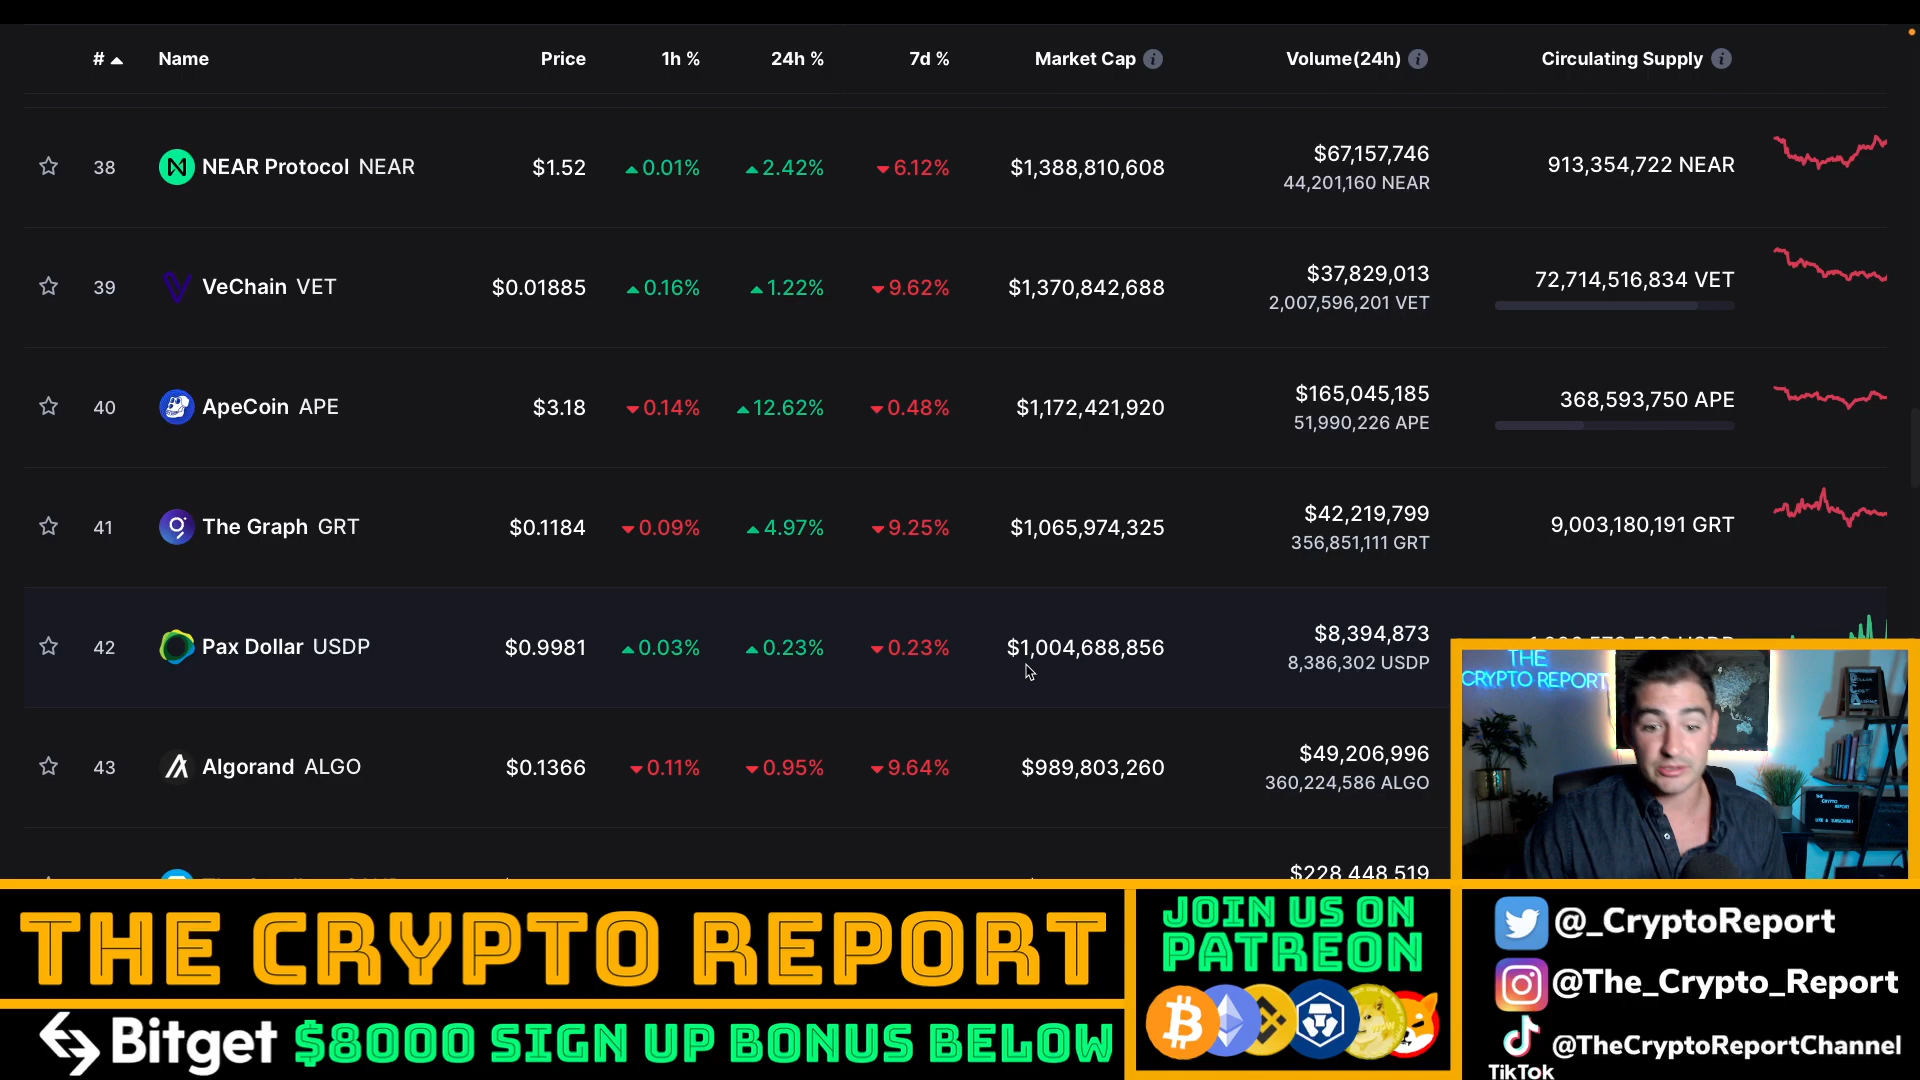 # Name Price 1h % 24h % 7d % Market Cap Volume(24h) Circulating Supply
38 NEAR Protocol NEAR $1.52 0.01% 2.42% 6.12% $1,388,810,608 $67,157,746 913,354,722 NEAR
44,201,160 NEAR
39 VeChain VET $0.01885 0.16% 1.22% 9.62% $1,370,842,688 $37,829,013 72,714,516,834 VET
2,007,596,201 VET
40 ApeCoin APE $3.18 0.14% 12.62% 0.48% $1,172,421,920 $165,045,185 368,593,750 APE
51,990,226 APE
41 The Graph GRT $0.1184 0.09% 4.97% 9.25% $1,065,974,325 $42,219,799 9,003,180,191 GRT
356,851,111 GRT
42 Pax Dollar USDP $0.9981 0.03% 0.23% 0.23% $1,004,688,856 $8,394,873
8,386,302 USDP
43 Algorand ALGO $0.1366 0.11% 0.95% 9.64% $989,803,260 $49,206,996
360,224,586 ALGO
$228,448,519
THE
CRYPTO REPORT
THE CRYPTO REPORT
Bitget $8000 SIGN UP BONUS BELOW
JOIN US ON
PATREON
@_CryptoReport
@The_Crypto_Report
@TheCryptoReportChannel
TikTok